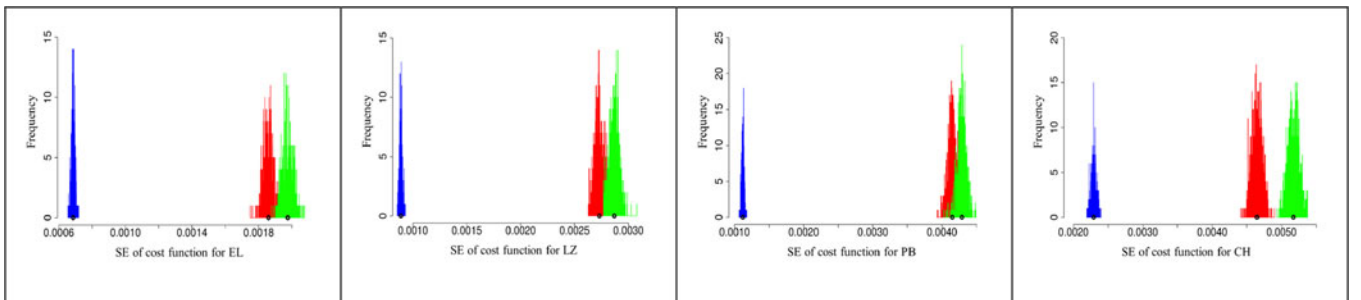 15
10
5
0
Frequency
0.0006 0.0010 0.0014 0.0018
SE of cost function for EL
15
10
5
0
Frequency
0.0010 0.0015 0.0020 0.0025 0.0030
SE of cost function for LZ
25
20
15
10
5
0
Frequency
0.0010 0.0020 0.0030 0.0040
SE of cost function for PB
20
15
10
5
0
Frequency
0.0020 0.0030 0.0040 0.0050
SE of cost function for CH